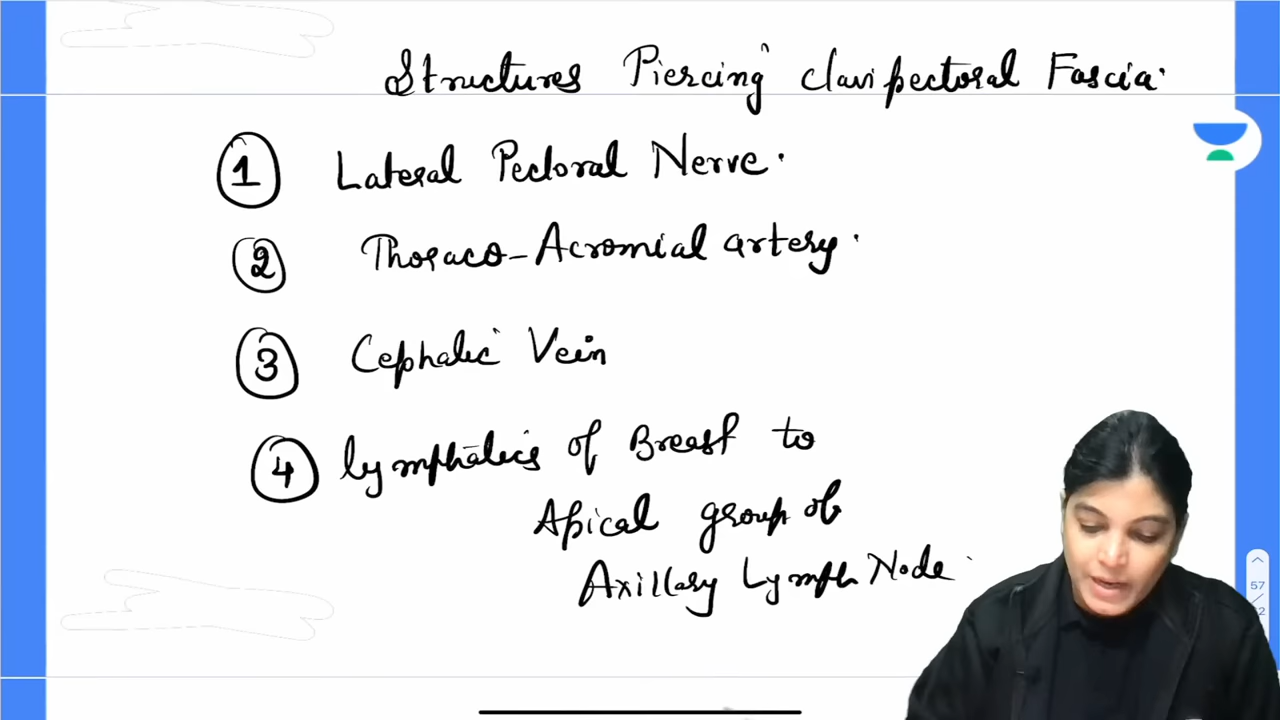 Structures Piercing Clavipectoral Fascia.
1 Lateral Pectoral Nerve.
2 Thoraco-Acromial artery.
3 Cephalic Vein
4 lymphatics of Breast to
Apical group of
Axillary Lymph Node.
57